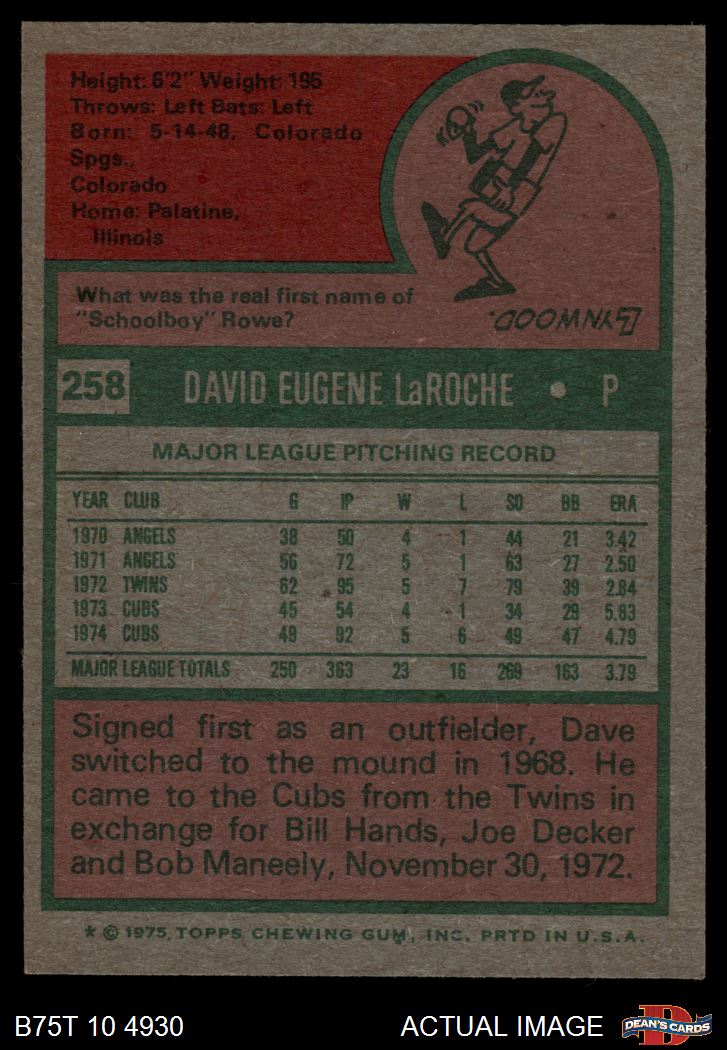 Height: 6'2" Weight: 195
Throws: Left Bats: Left
Born: 5-14-48, Colorado
Spgs.,
Colorado
Home: Palatine,
Illinois
What was the real first name of
"Schoolboy" Rowe?
LYNWOOD.
258 DAVID EUGENE LaROCHE • P
MAJOR LEAGUE PITCHING RECORD
YEAR CLUB G IP W L SO BB ERA
1970 ANGELS 38 50 4 1 44 21 3.42
1971 ANGELS 56 72 5 1 63 27 2.50
1972 TWINS 62 95 5 7 79 39 2.84
1973 CUBS 45 54 4 1 34 29 5.83
1974 CUBS 49 92 5 6 49 47 4.79
MAJOR LEAGUE TOTALS 250 363 23 16 269 163 3.79
Signed first as an outfielder, Dave
switched to the mound in 1968. He
came to the Cubs from the Twins in
exchange for Bill Hands, Joe Decker
and Bob Maneely, November 30, 1972.
* © 1975 TOPPS CHEWING GUM, INC. PRTD IN U.S.A.
B75T 10 4930 ACTUAL IMAGE
D
DEAN'S CARDS